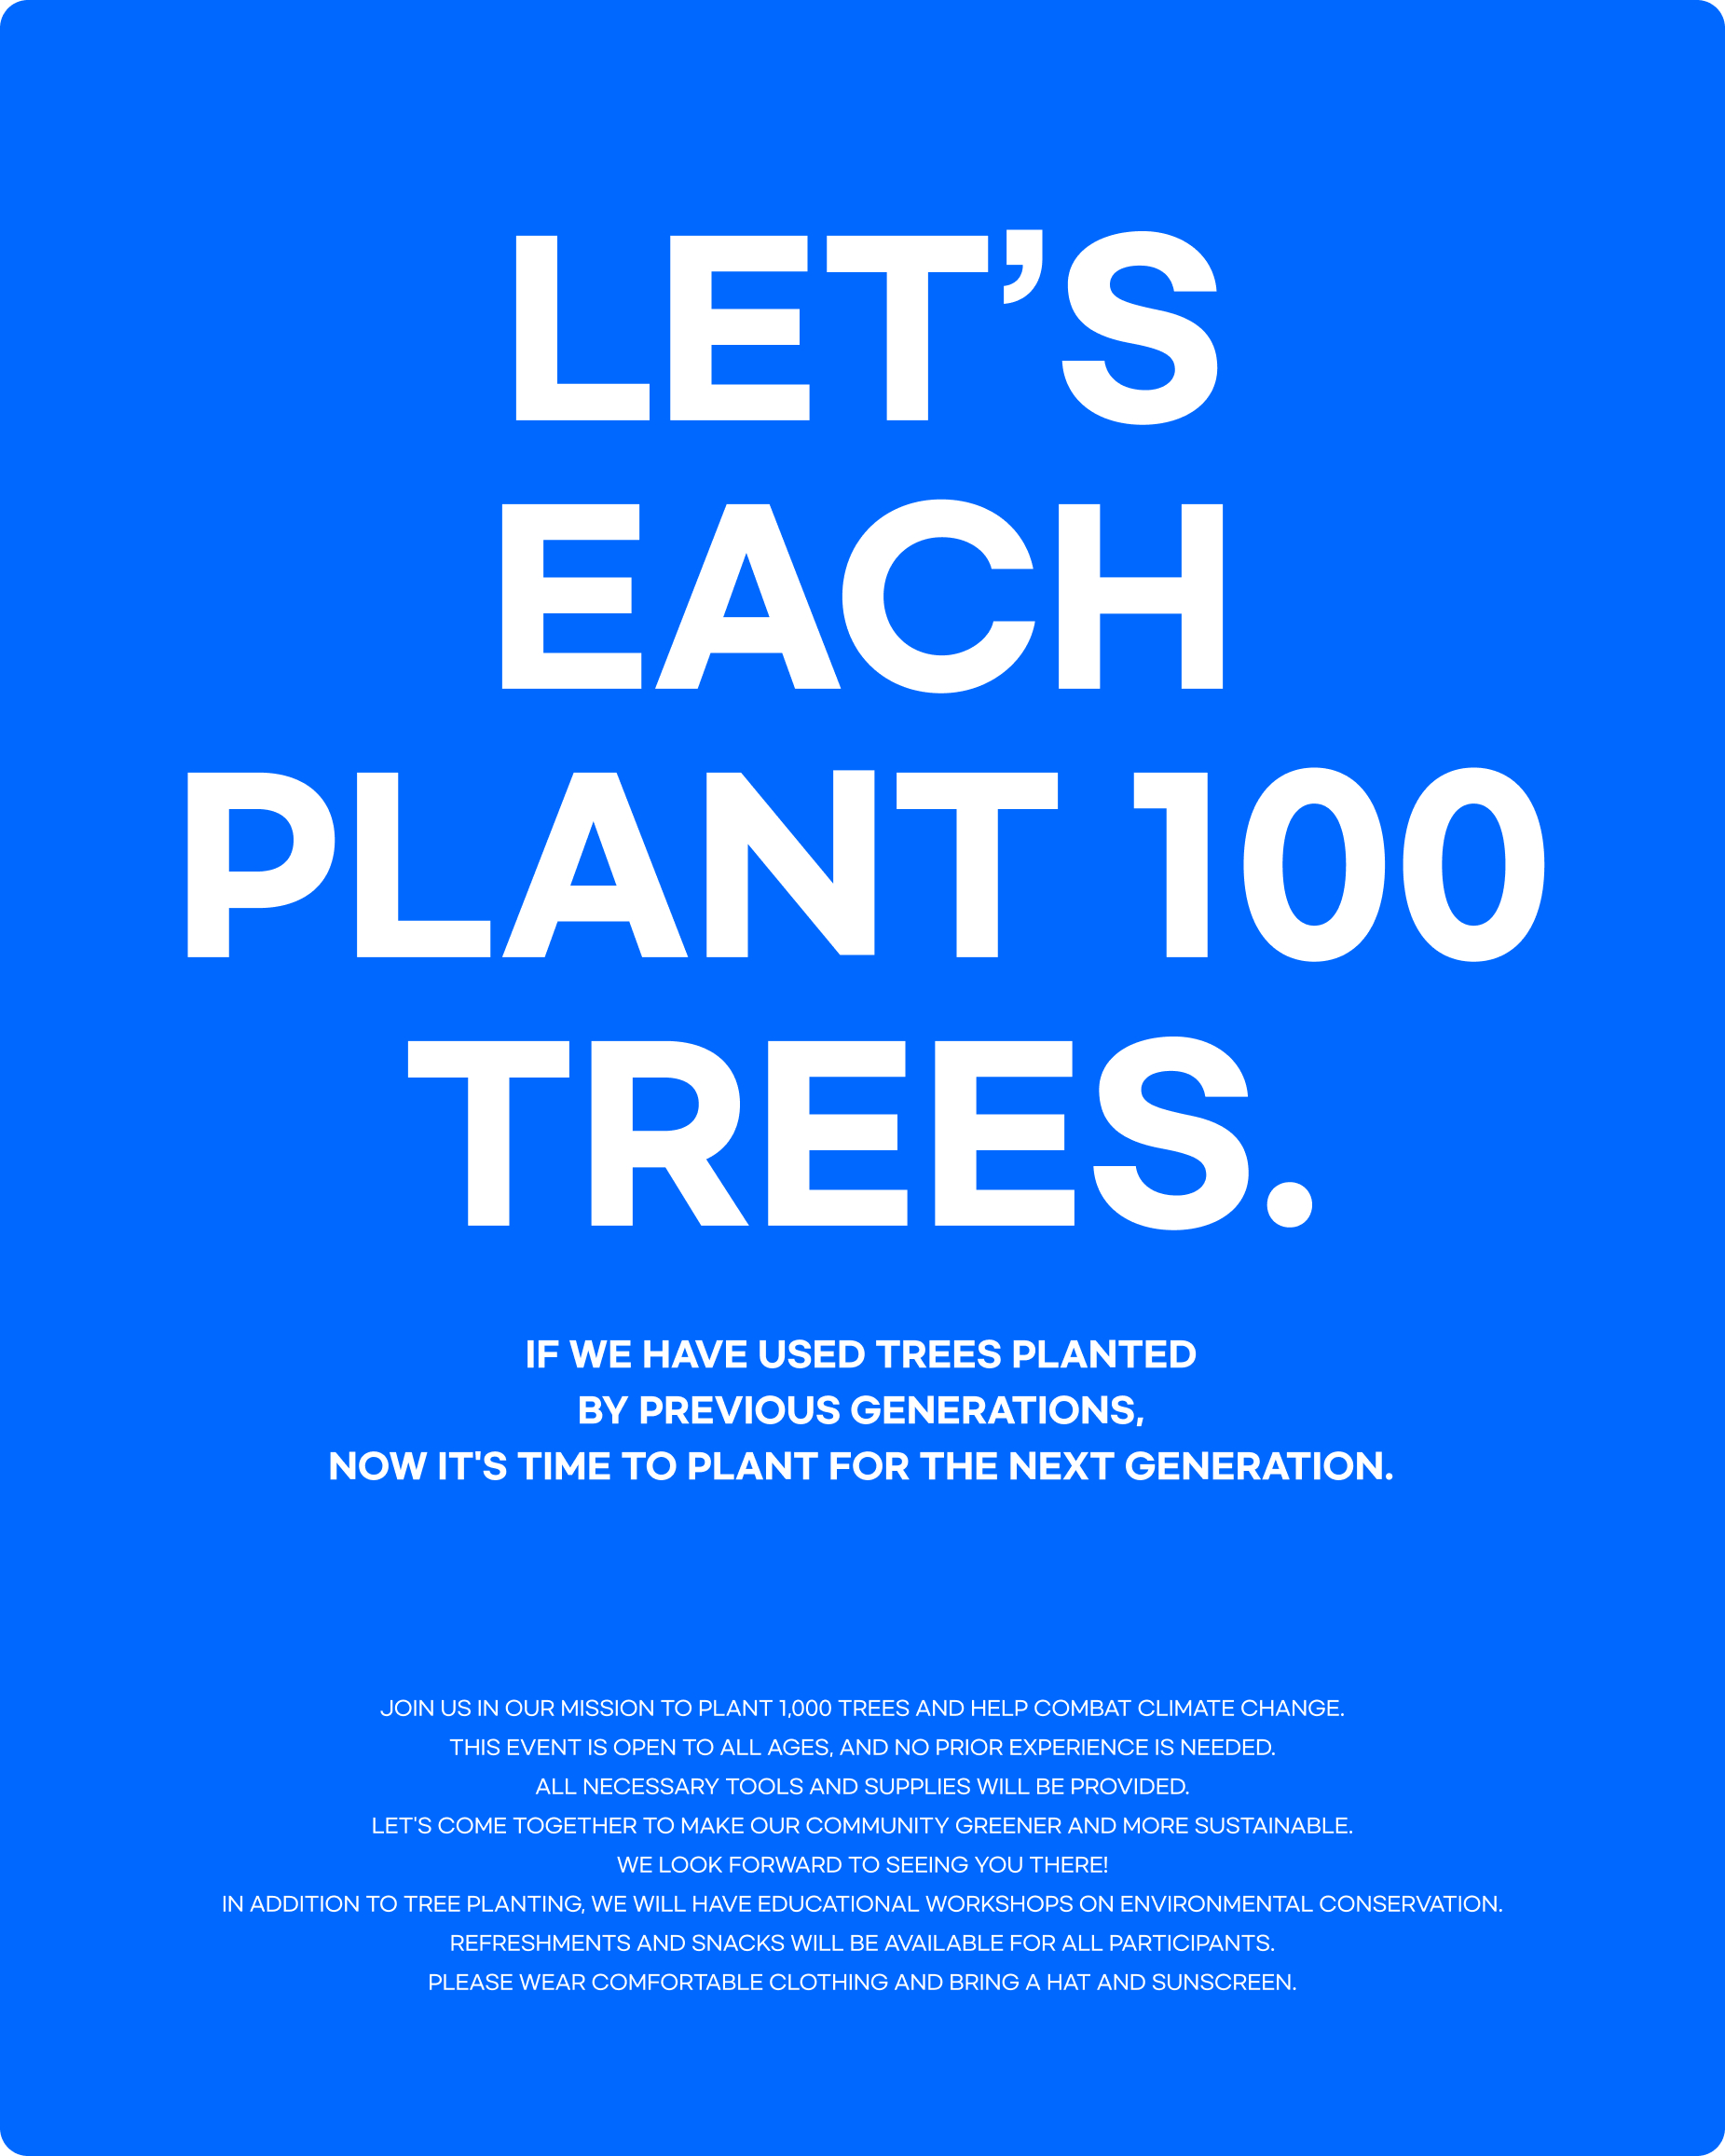 LET’S
EACH
PLANT 100
TREES.
IF WE HAVE USED TREES PLANTED
BY PREVIOUS GENERATIONS,
NOW IT'S TIME TO PLANT FOR THE NEXT GENERATION.
JOIN US IN OUR MISSION TO PLANT 1,000 TREES AND HELP COMBAT CLIMATE CHANGE.
THIS EVENT IS OPEN TO ALL AGES, AND NO PRIOR EXPERIENCE IS NEEDED.
ALL NECESSARY TOOLS AND SUPPLIES WILL BE PROVIDED.
LET'S COME TOGETHER TO MAKE OUR COMMUNITY GREENER AND MORE SUSTAINABLE.
WE LOOK FORWARD TO SEEING YOU THERE!
IN ADDITION TO TREE PLANTING, WE WILL HAVE EDUCATIONAL WORKSHOPS ON ENVIRONMENTAL CONSERVATION.
REFRESHMENTS AND SNACKS WILL BE AVAILABLE FOR ALL PARTICIPANTS.
PLEASE WEAR COMFORTABLE CLOTHING AND BRING A HAT AND SUNSCREEN.